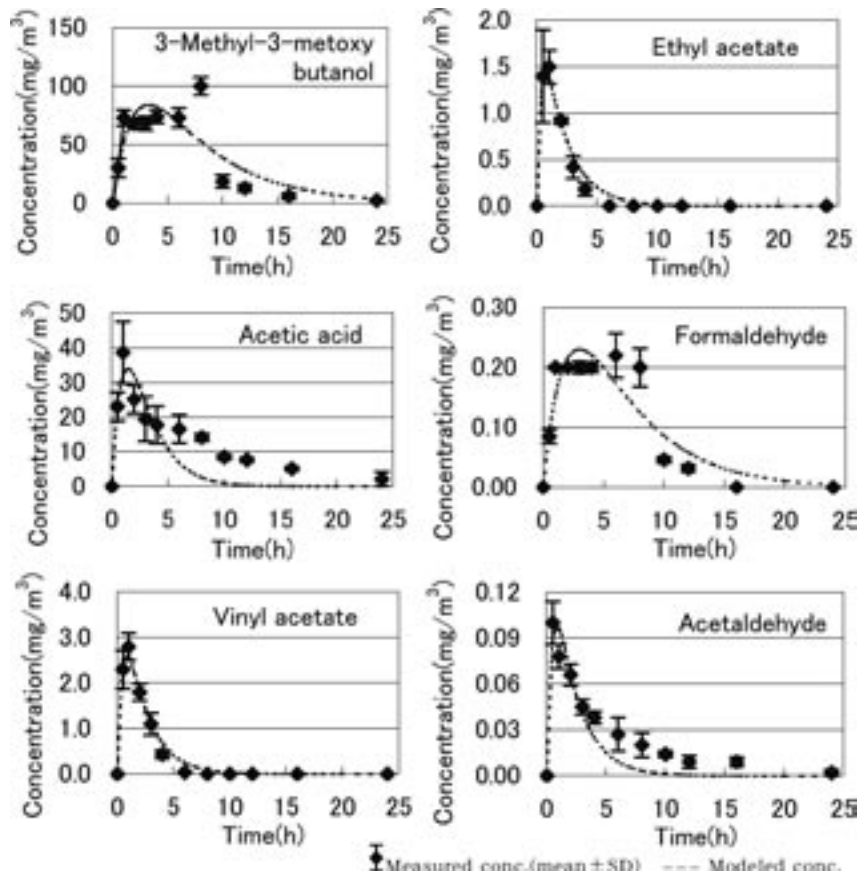 3-Methyl-3-metoxy
butanol
Concentration(mg/m³)
150
100
50
0
0 5 10 15 20 25
Time(h)
Ethyl acetate
Concentration(mg/m³)
2.0
1.5
1.0
0.5
0.0
0 5 10 15 20 25
Time(h)
Acetic acid
Concentration(mg/m³)
50
40
30
20
10
0
0 5 10 15 20 25
Time(h)
Formaldehyde
Concentration(mg/m³)
0.30
0.20
0.10
0.00
0 5 10 15 20 25
Time(h)
Vinyl acetate
Concentration(mg/m³)
4.0
3.0
2.0
1.0
0.0
0 5 10 15 20 25
Time(h)
Acetaldehyde
Concentration(mg/m³)
0.12
0.09
0.06
0.03
0.00
0 5 10 15 20 25
Time(h)
Measured conc.(mean±SD) --- Modeled conc.